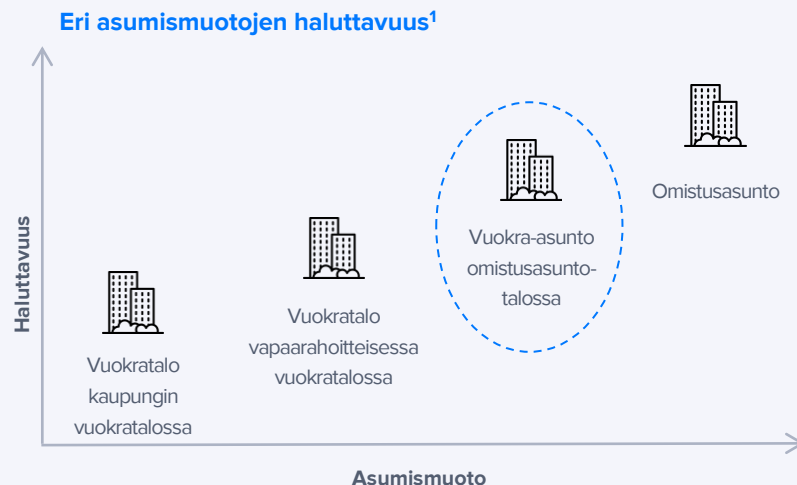 Eri asumismuotojen haluttavuus¹
Haluttavuus
Vuokratalo
kaupungin
vuokratalossa
Vuokratalo
vapaarahoitteisessa
vuokratalossa
Vuokra-asunto
omistusasunto-
talossa
Omistusasunto
Asumismuoto